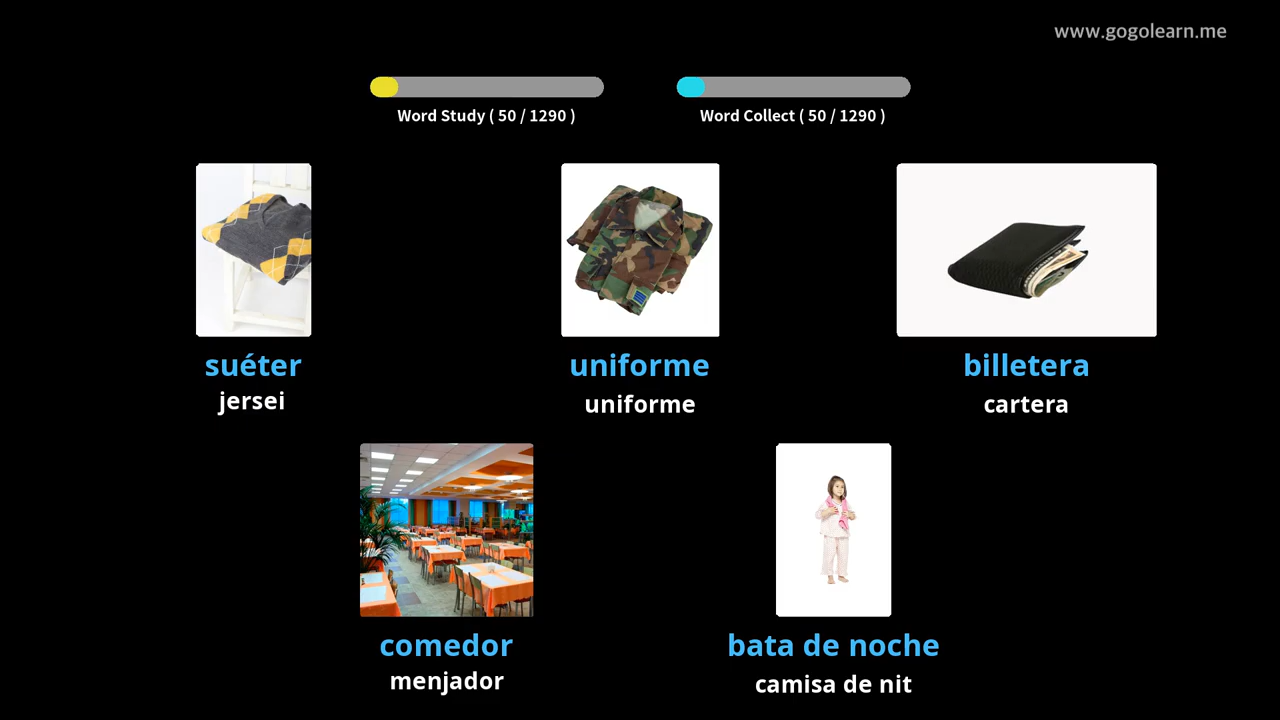 www.gogolearn.me
Word Study ( 50 / 1290 )
Word Collect ( 50 / 1290 )
suéter
jersei
uniforme
uniforme
billetera
cartera
comedor
menjador
bata de noche
camisa de nit